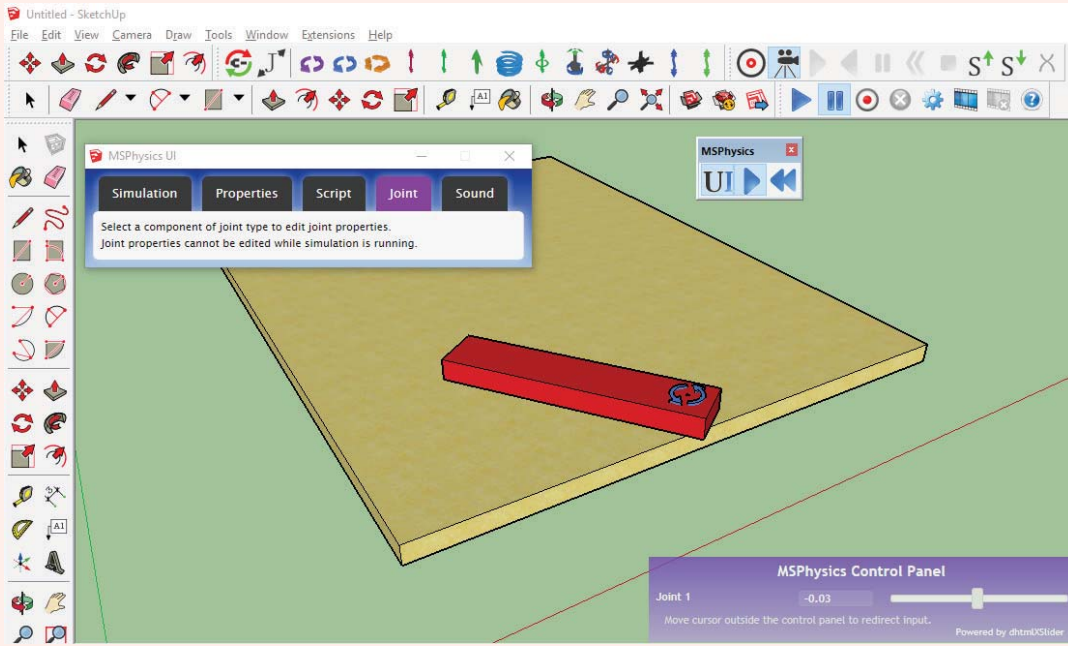 Untitled - SketchUp
File Edit View Camera Draw Tools Window Extensions Help
A1
MSPhysics UI
Simulation Properties Script Joint Sound
Select a component of joint type to edit joint properties.
Joint properties cannot be edited while simulation is running.
MSPhysics
UI
A1
MSPhysics Control Panel
Joint 1 -0.03
Move cursor outside the control panel to redirect input.
Powered by dhtmlXSlider